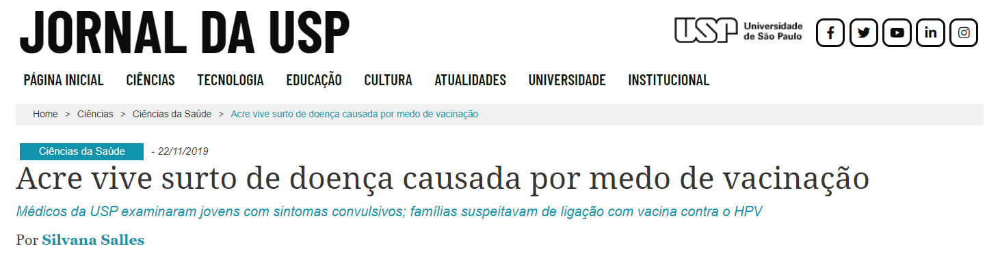 JORNAL DA USP
USP Universidade
de São Paulo
PÁGINA INICIAL CIÊNCIAS TECNOLOGIA EDUCAÇÃO CULTURA ATUALIDADES UNIVERSIDADE INSTITUCIONAL
Home > Ciências > Ciências da Saúde > Acre vive surto de doença causada por medo de vacinação
Ciências da Saúde - 22/11/2019
Acre vive surto de doença causada por medo de vacinação
Médicos da USP examinaram jovens com sintomas convulsivos; famílias suspeitavam de ligação com vacina contra o HPV
Por Silvana Salles